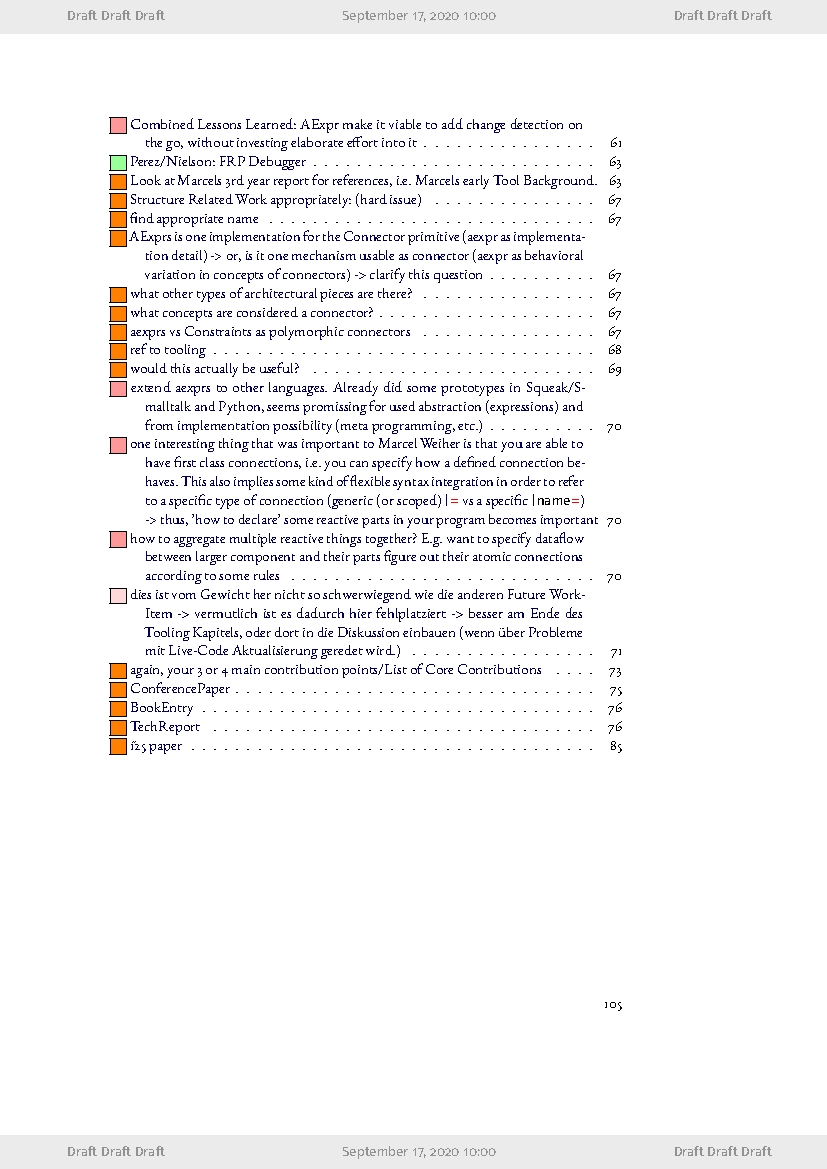 Draft Draft Draft September 17, 2020 10:00 Draft Draft Draft
Combined Lessons Learned: AExpr make it viable to add change detection on
the go, without investing elaborate effort into it . . . . . . . . . . . . . . . . 61
Perez/Nielson: FRP Debugger . . . . . . . . . . . . . . . . . . . . . . . . . . 63
Look at Marcels 3rd year report for references, i.e. Marcels early Tool Background. 63
Structure Related Work appropriately: (hard issue) . . . . . . . . . . . . . . . 67
find appropriate name . . . . . . . . . . . . . . . . . . . . . . . . . . . . . . 67
AExprs is one implementation for the Connector primitive (aexpr as implementa-
tion detail) -> or, is it one mechanism usable as connector (aexpr as behavioral
variation in concepts of connectors) -> clarify this question . . . . . . . . . . 67
what other types of architectural pieces are there? . . . . . . . . . . . . . . . . 67
what concepts are considered a connector? . . . . . . . . . . . . . . . . . . . . 67
aexprs vs Constraints as polymorphic connectors . . . . . . . . . . . . . . . . 67
ref to tooling . . . . . . . . . . . . . . . . . . . . . . . . . . . . . . . . . . . 68
would this actually be useful? . . . . . . . . . . . . . . . . . . . . . . . . . . 69
extend aexprs to other languages. Already did some prototypes in Squeak/S-
malltalk and Python, seems promissing for used abstraction (expressions) and
from implementation possibility (meta programming, etc.) . . . . . . . . . . 70
one interesting thing that was important to Marcel Weiher is that you are able to
have first class connections, i.e. you can specify how a defined connection be-
haves. This also implies some kind of flexible syntax integration in order to refer
to a specific type of connection (generic (or scoped) |= vs a specific |name=)
-> thus, 'how to declare' some reactive parts in your program becomes important 70
how to aggregate multiple reactive things together? E.g. want to specify dataflow
between larger component and their parts figure out their atomic connections
according to some rules . . . . . . . . . . . . . . . . . . . . . . . . . . . . 70
dies ist vom Gewicht her nicht so schwerwiegend wie die anderen Future Work-
Item -> vermutlich ist es dadurch hier fehlplatziert -> besser am Ende des
Tooling Kapitels, oder dort in die Diskussion einbauen (wenn über Probleme
mit Live-Code Aktualisierung geredet wird.) . . . . . . . . . . . . . . . . . 71
again, your 3 or 4 main contribution points/List of Core Contributions . . . . 73
ConferencePaper . . . . . . . . . . . . . . . . . . . . . . . . . . . . . . . . . 75
BookEntry . . . . . . . . . . . . . . . . . . . . . . . . . . . . . . . . . . . . 76
TechReport . . . . . . . . . . . . . . . . . . . . . . . . . . . . . . . . . . . 76
i25 paper . . . . . . . . . . . . . . . . . . . . . . . . . . . . . . . . . . . . . 85
105
Draft Draft Draft September 17, 2020 10:00 Draft Draft Draft